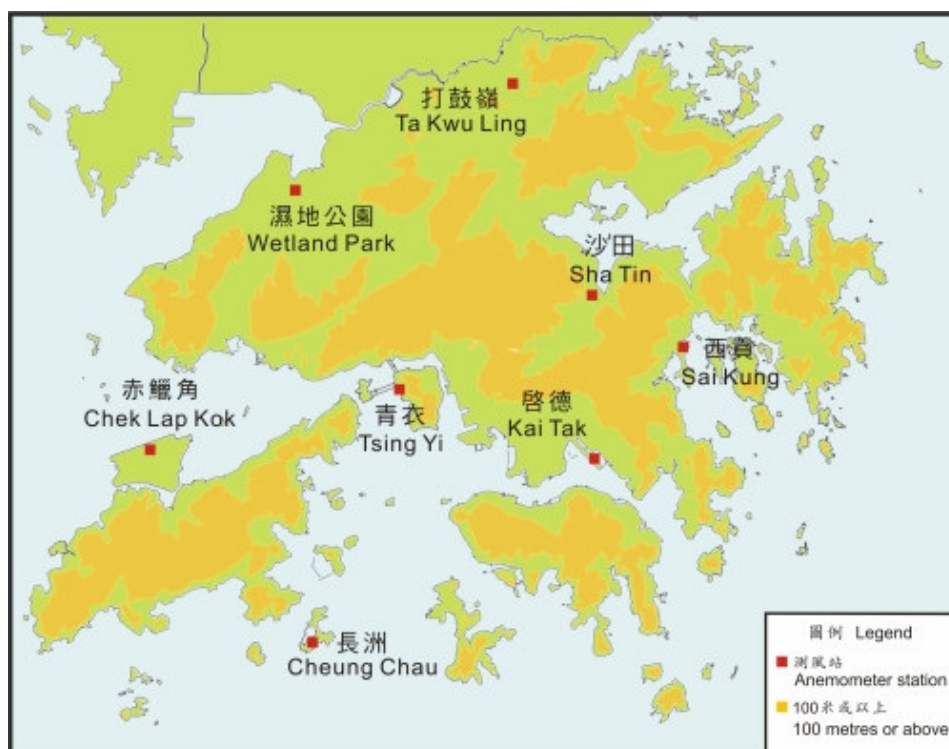 打鼓嶺
Ta Kwu Ling
濕地公園
Wetland Park
沙田
Sha Tin
西貢
Sai Kung
赤鱲角
Chek Lap Kok
青衣
Tsing Yi
啓德
Kai Tak
長洲
Cheung Chau
圖例 Legend
測風站
Anemometer station
100米或以上
100 metres or above